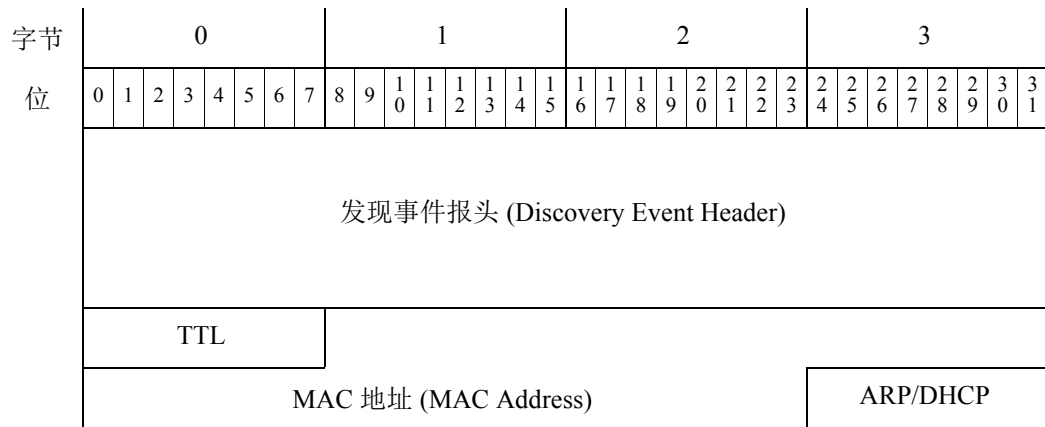 字节 0 1 2 3
位 0 1 2 3 4 5 6 7 8 9 10 11 12 13 14 15 16 17 18 19 20 21 22 23 24 25 26 27 28 29 30 31
发现事件报头 (Discovery Event Header)
TTL
MAC 地址 (MAC Address) ARP/DHCP